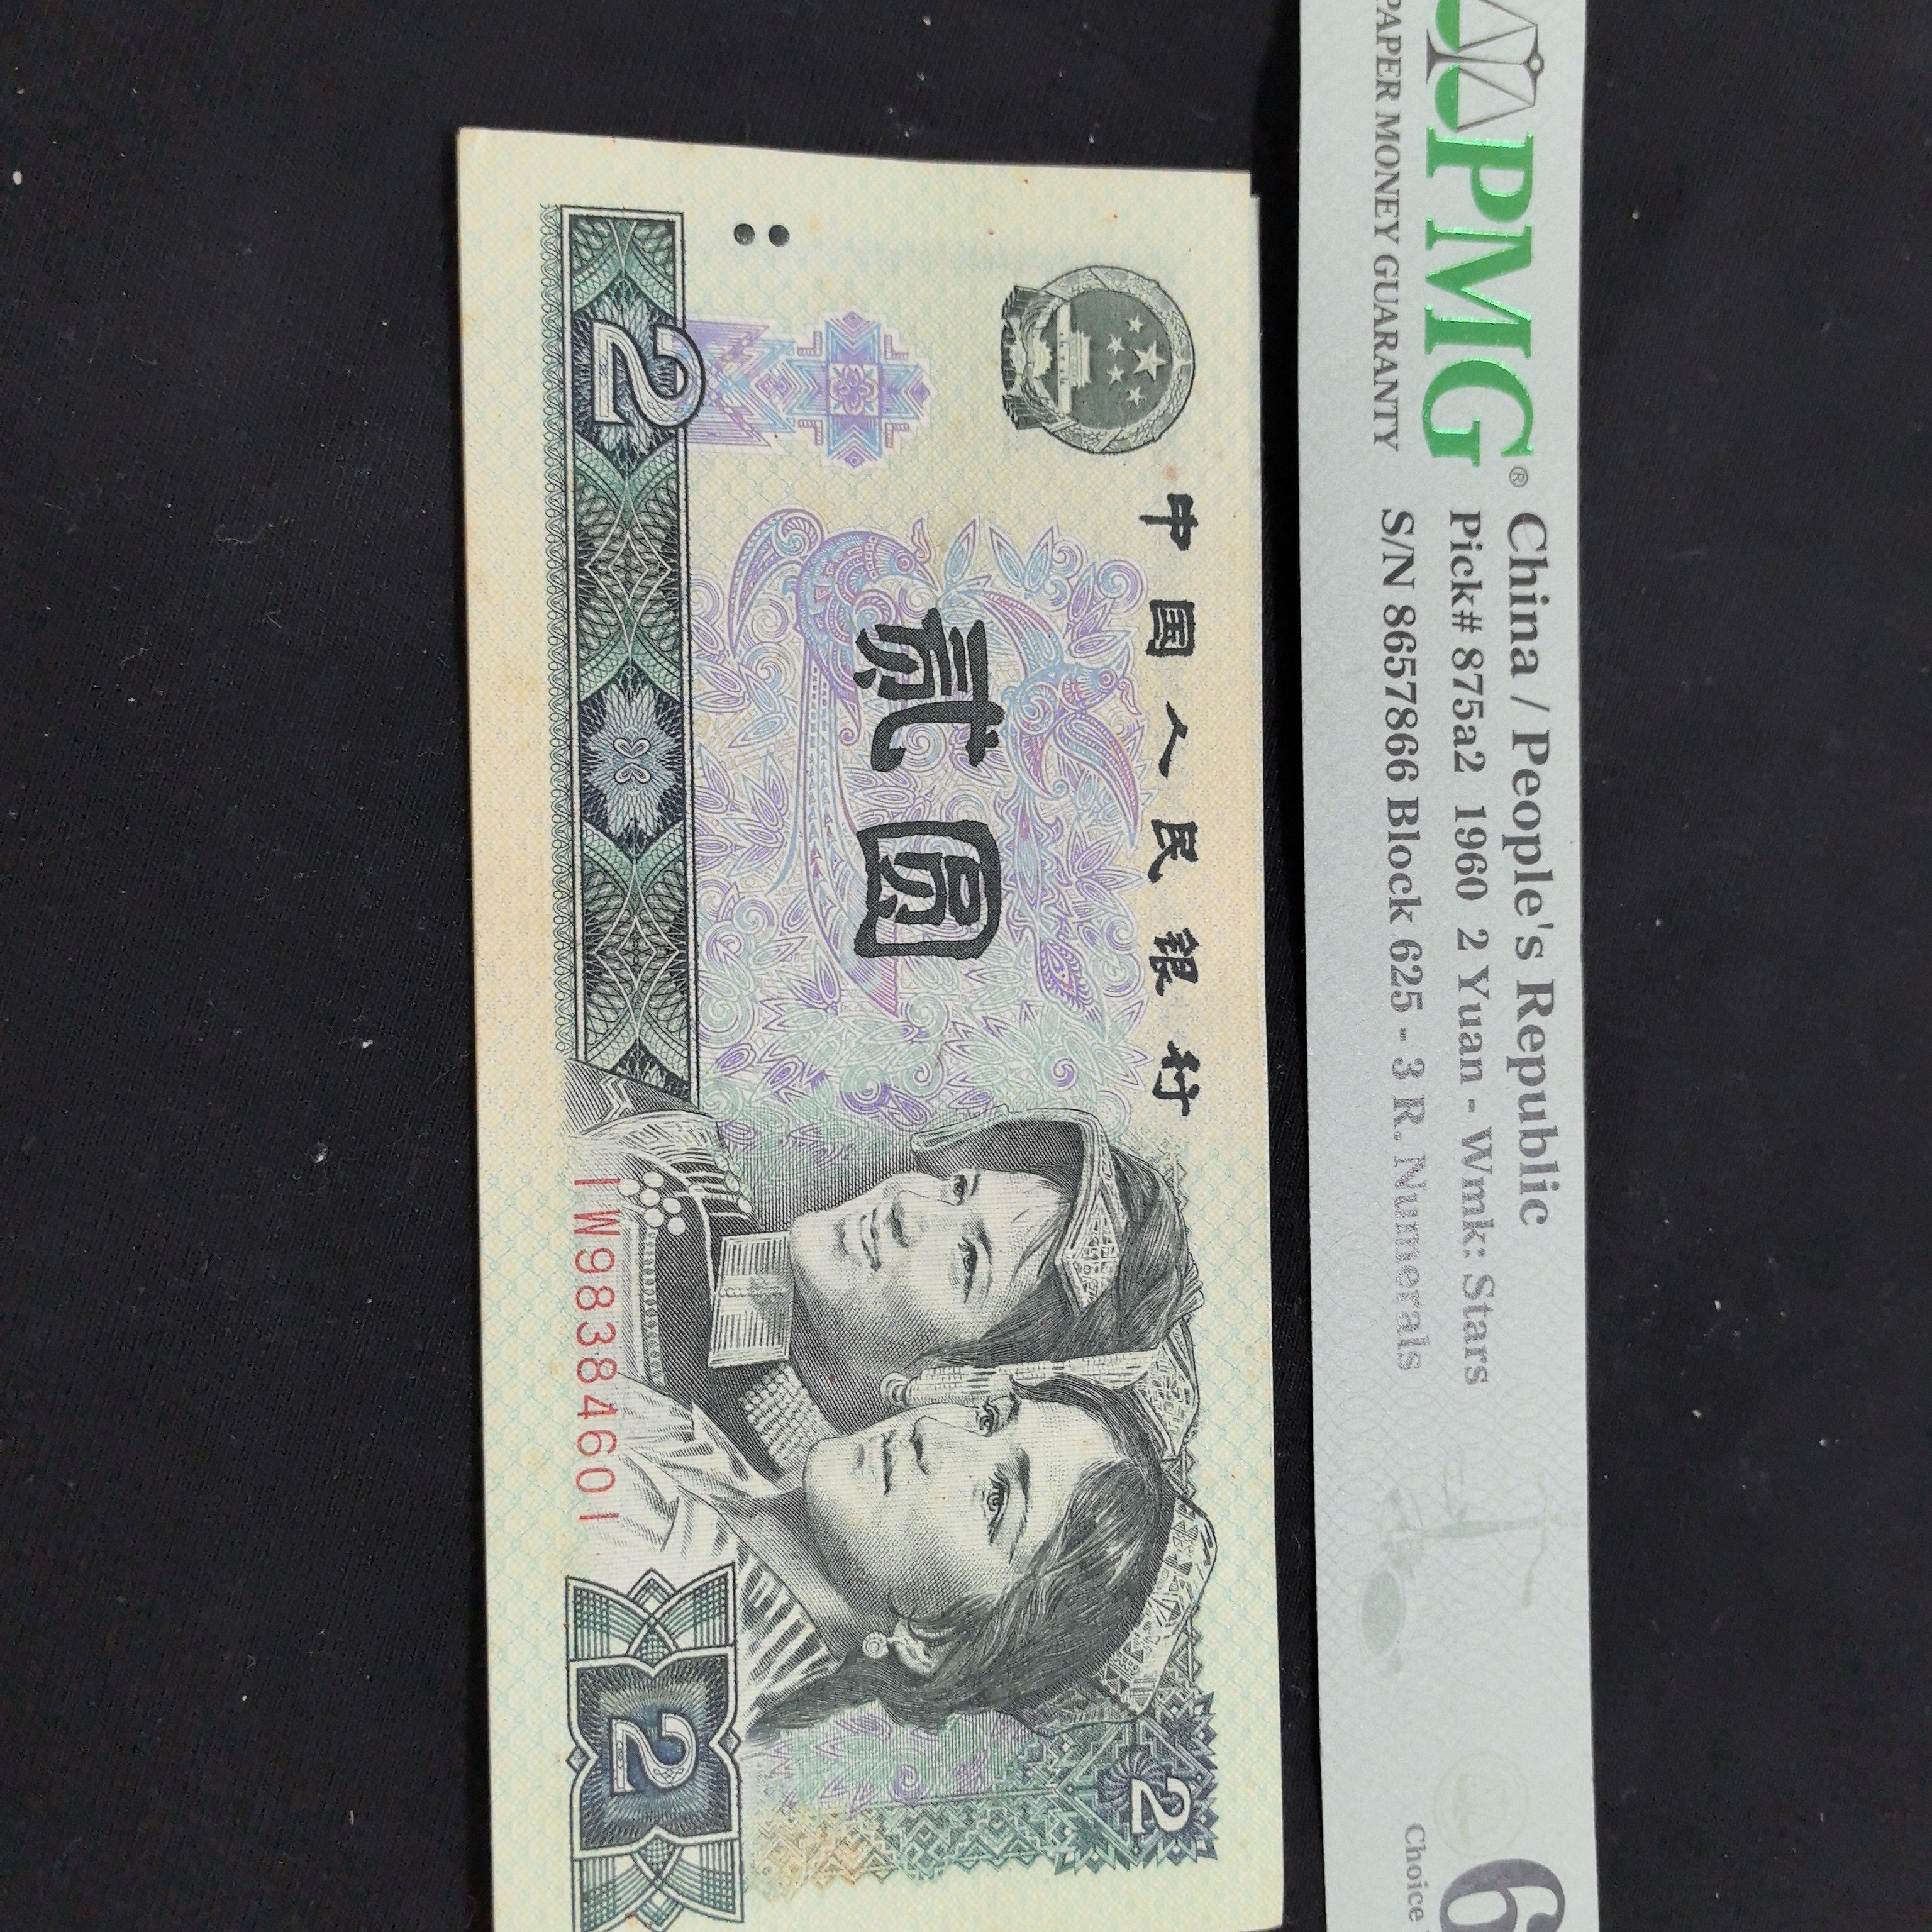 PMG®
PAPER MONEY GUARANTY
China / People's Republic
Pick# 875a2 1960 2 Yuan - Wmk: Stars
S/N 8657866 Block 625 - 3 R. Numerals
6
Choice
中国人民银行
贰圆
2
IW98384601
2
2